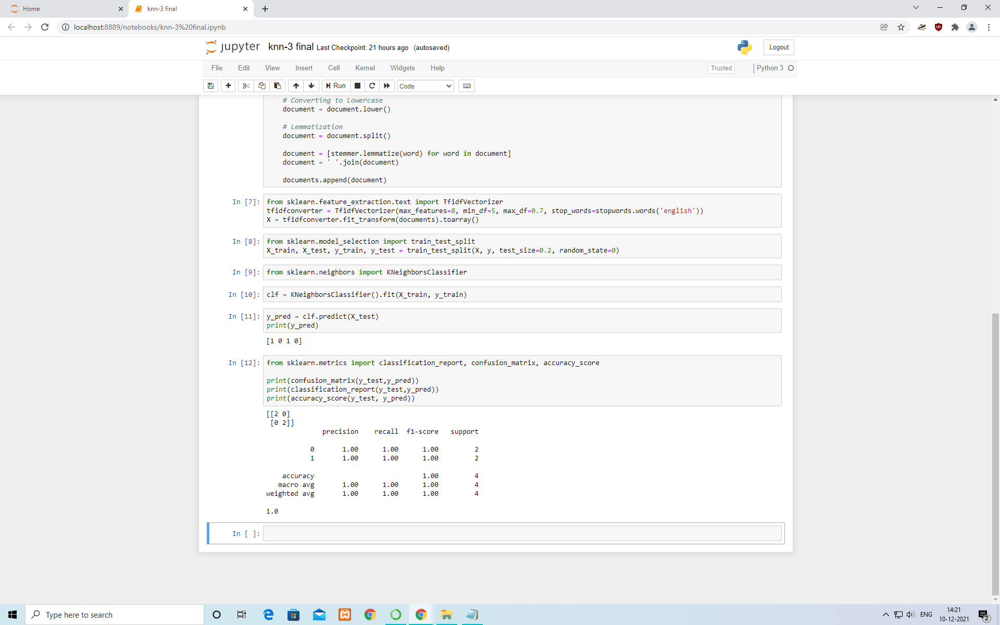 Home
knn-3 final
localhost:8889/notebooks/knn-3%20final.ipynb
jupyter knn-3 final Last Checkpoint: 21 hours ago (autosaved)
Logout
File Edit View Insert Cell Kernel Widgets Help
Trusted
Python 3
Run
Code
# Converting to Lowercase
document = document.lower()
# Lemmatization
document = document.split()
document = [stemmer.lemmatize(word) for word in document]
document = ' '.join(document)
documents.append(document)
In [7]: from sklearn.feature_extraction.text import TfidfVectorizer
tfidfconverter = TfidfVectorizer(max_features=8, min_df=5, max_df=0.7, stop_words=stopwords.words('english'))
X = tfidfconverter.fit_transform(documents).toarray()
In [8]: from sklearn.model_selection import train_test_split
X_train, X_test, y_train, y_test = train_test_split(X, y, test_size=0.2, random_state=0)
In [9]: from sklearn.neighbors import KNeighborsClassifier
In [10]: clf = KNeighborsClassifier().fit(X_train, y_train)
In [11]: y_pred = clf.predict(X_test)
print(y_pred)
[1 0 1 0]
In [12]: from sklearn.metrics import classification_report, confusion_matrix, accuracy_score
print(confusion_matrix(y_test,y_pred))
print(classification_report(y_test,y_pred))
print(accuracy_score(y_test, y_pred))
[[2 0]
[0 2]]
precision recall f1-score support
0 1.00 1.00 1.00 2
1 1.00 1.00 1.00 2
accuracy 1.00 4
macro avg 1.00 1.00 1.00 4
weighted avg 1.00 1.00 1.00 4
1.0
In [ ]:
Type here to search
ENG
14:21
10-12-2021
2